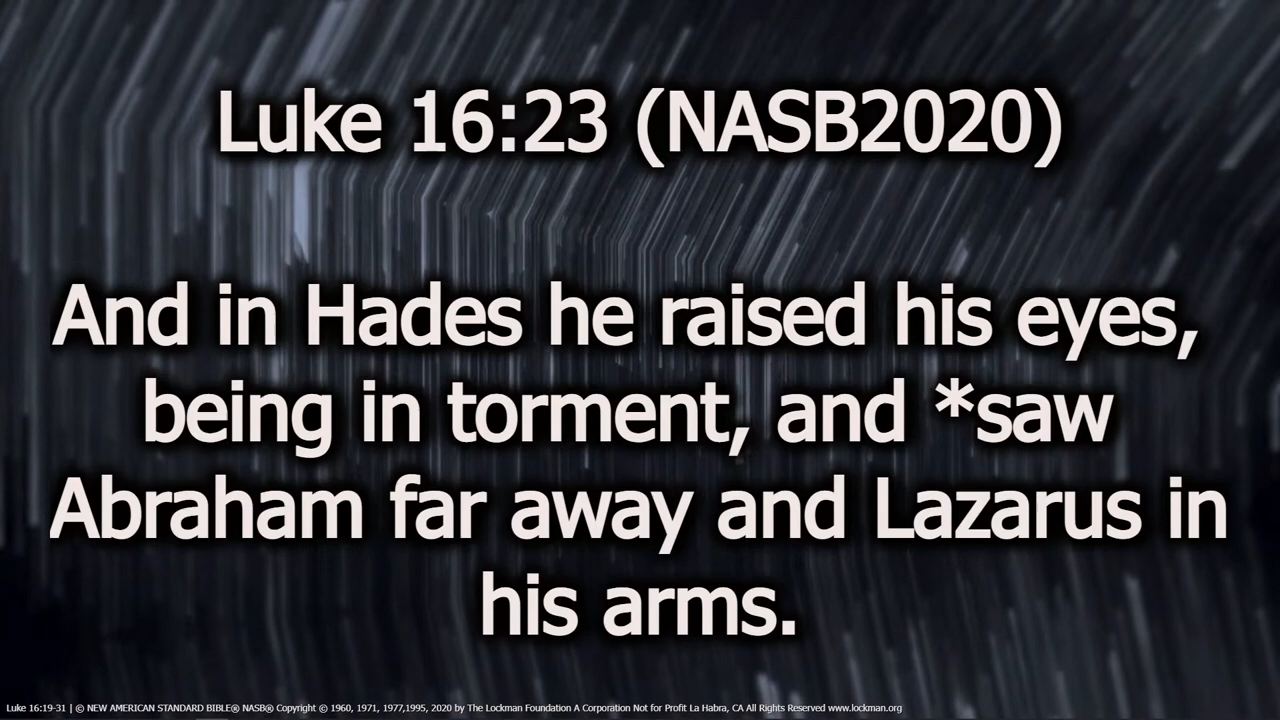 Luke 16:23 (NASB2020)
And in Hades he raised his eyes,
being in torment, and *saw
Abraham far away and Lazarus in
his arms.
Luke 16:19-31 | © NEW AMERICAN STANDARD BIBLE® NASB® Copyright © 1960, 1971, 1977,1995, 2020 by The Lockman Foundation A Corporation Not for Profit La Habra, CA All Rights Reserved www.lockman.org